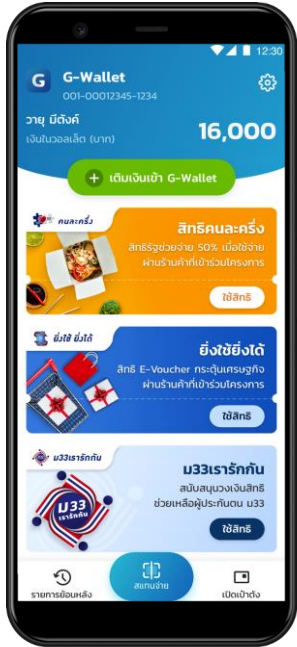 12:30
G
G-Wallet
001-00012345-1234
วายุ มีตังค์
เงินในวอลเล็ต (บาท)
16,000
+ เติมเงินเข้า G-Wallet
คนละครึ่ง
สิทธิคนละครึ่ง
สิทธิรัฐช่วยจ่าย 50% เมื่อใช้จ่าย
ผ่านร้านค้าที่เข้าร่วมโครงการ
ใช้สิทธิ
ยิ่งใช้ ยิ่งได้
ยิ่งใช้ยิ่งได้
สิทธิ E-Voucher กระตุ้นเศรษฐกิจ
ผ่านร้านค้าที่เข้าร่วมโครงการ
ใช้สิทธิ
ม33เรารักกัน
ม33เรารักกัน
สนับสนุนวงเงินสิทธิ
ช่วยเหลือผู้ประกันตน ม33
ม33
เรารักกัน
ใช้สิทธิ
รายการย้อนหลัง
สแกนจ่าย
เปิดเป๋าตัง